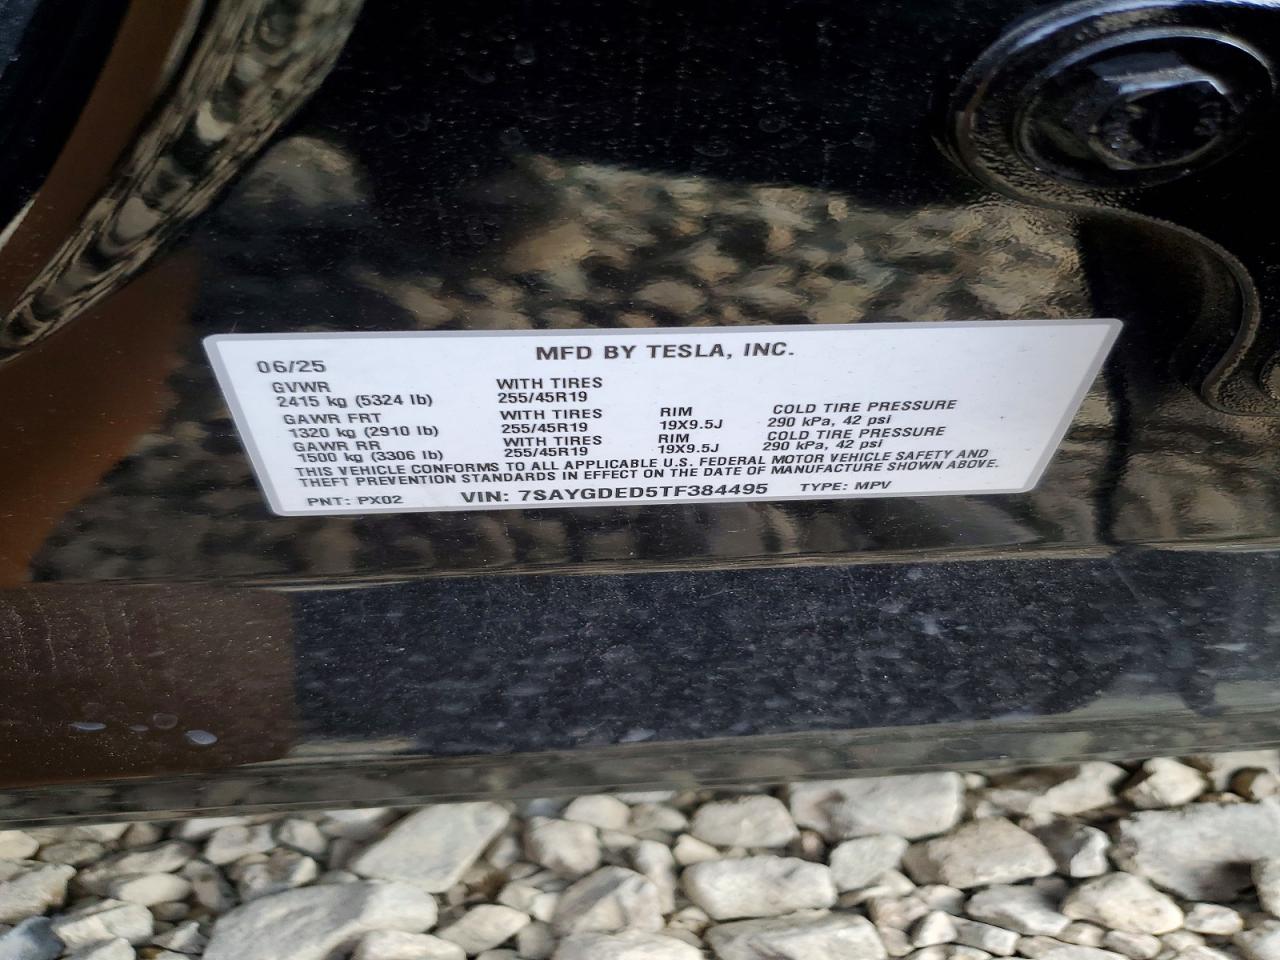 MFD BY TESLA, INC.
06/25
GVWR WITH TIRES
2415 kg (5324 lb) 255/45R19
GAWR FRT WITH TIRES RIM COLD TIRE PRESSURE
1320 kg (2910 lb) 255/45R19 19X9.5J 290 kPa, 42 psi
GAWR RR WITH TIRES RIM COLD TIRE PRESSURE
1500 kg (3306 lb) 255/45R19 19X9.5J 290 kPa, 42 psi
THIS VEHICLE CONFORMS TO ALL APPLICABLE U.S. FEDERAL MOTOR VEHICLE SAFETY AND
THEFT PREVENTION STANDARDS IN EFFECT ON THE DATE OF MANUFACTURE SHOWN ABOVE.
PNT: PX02 VIN: 7SAYGDED5TF384495 TYPE: MPV